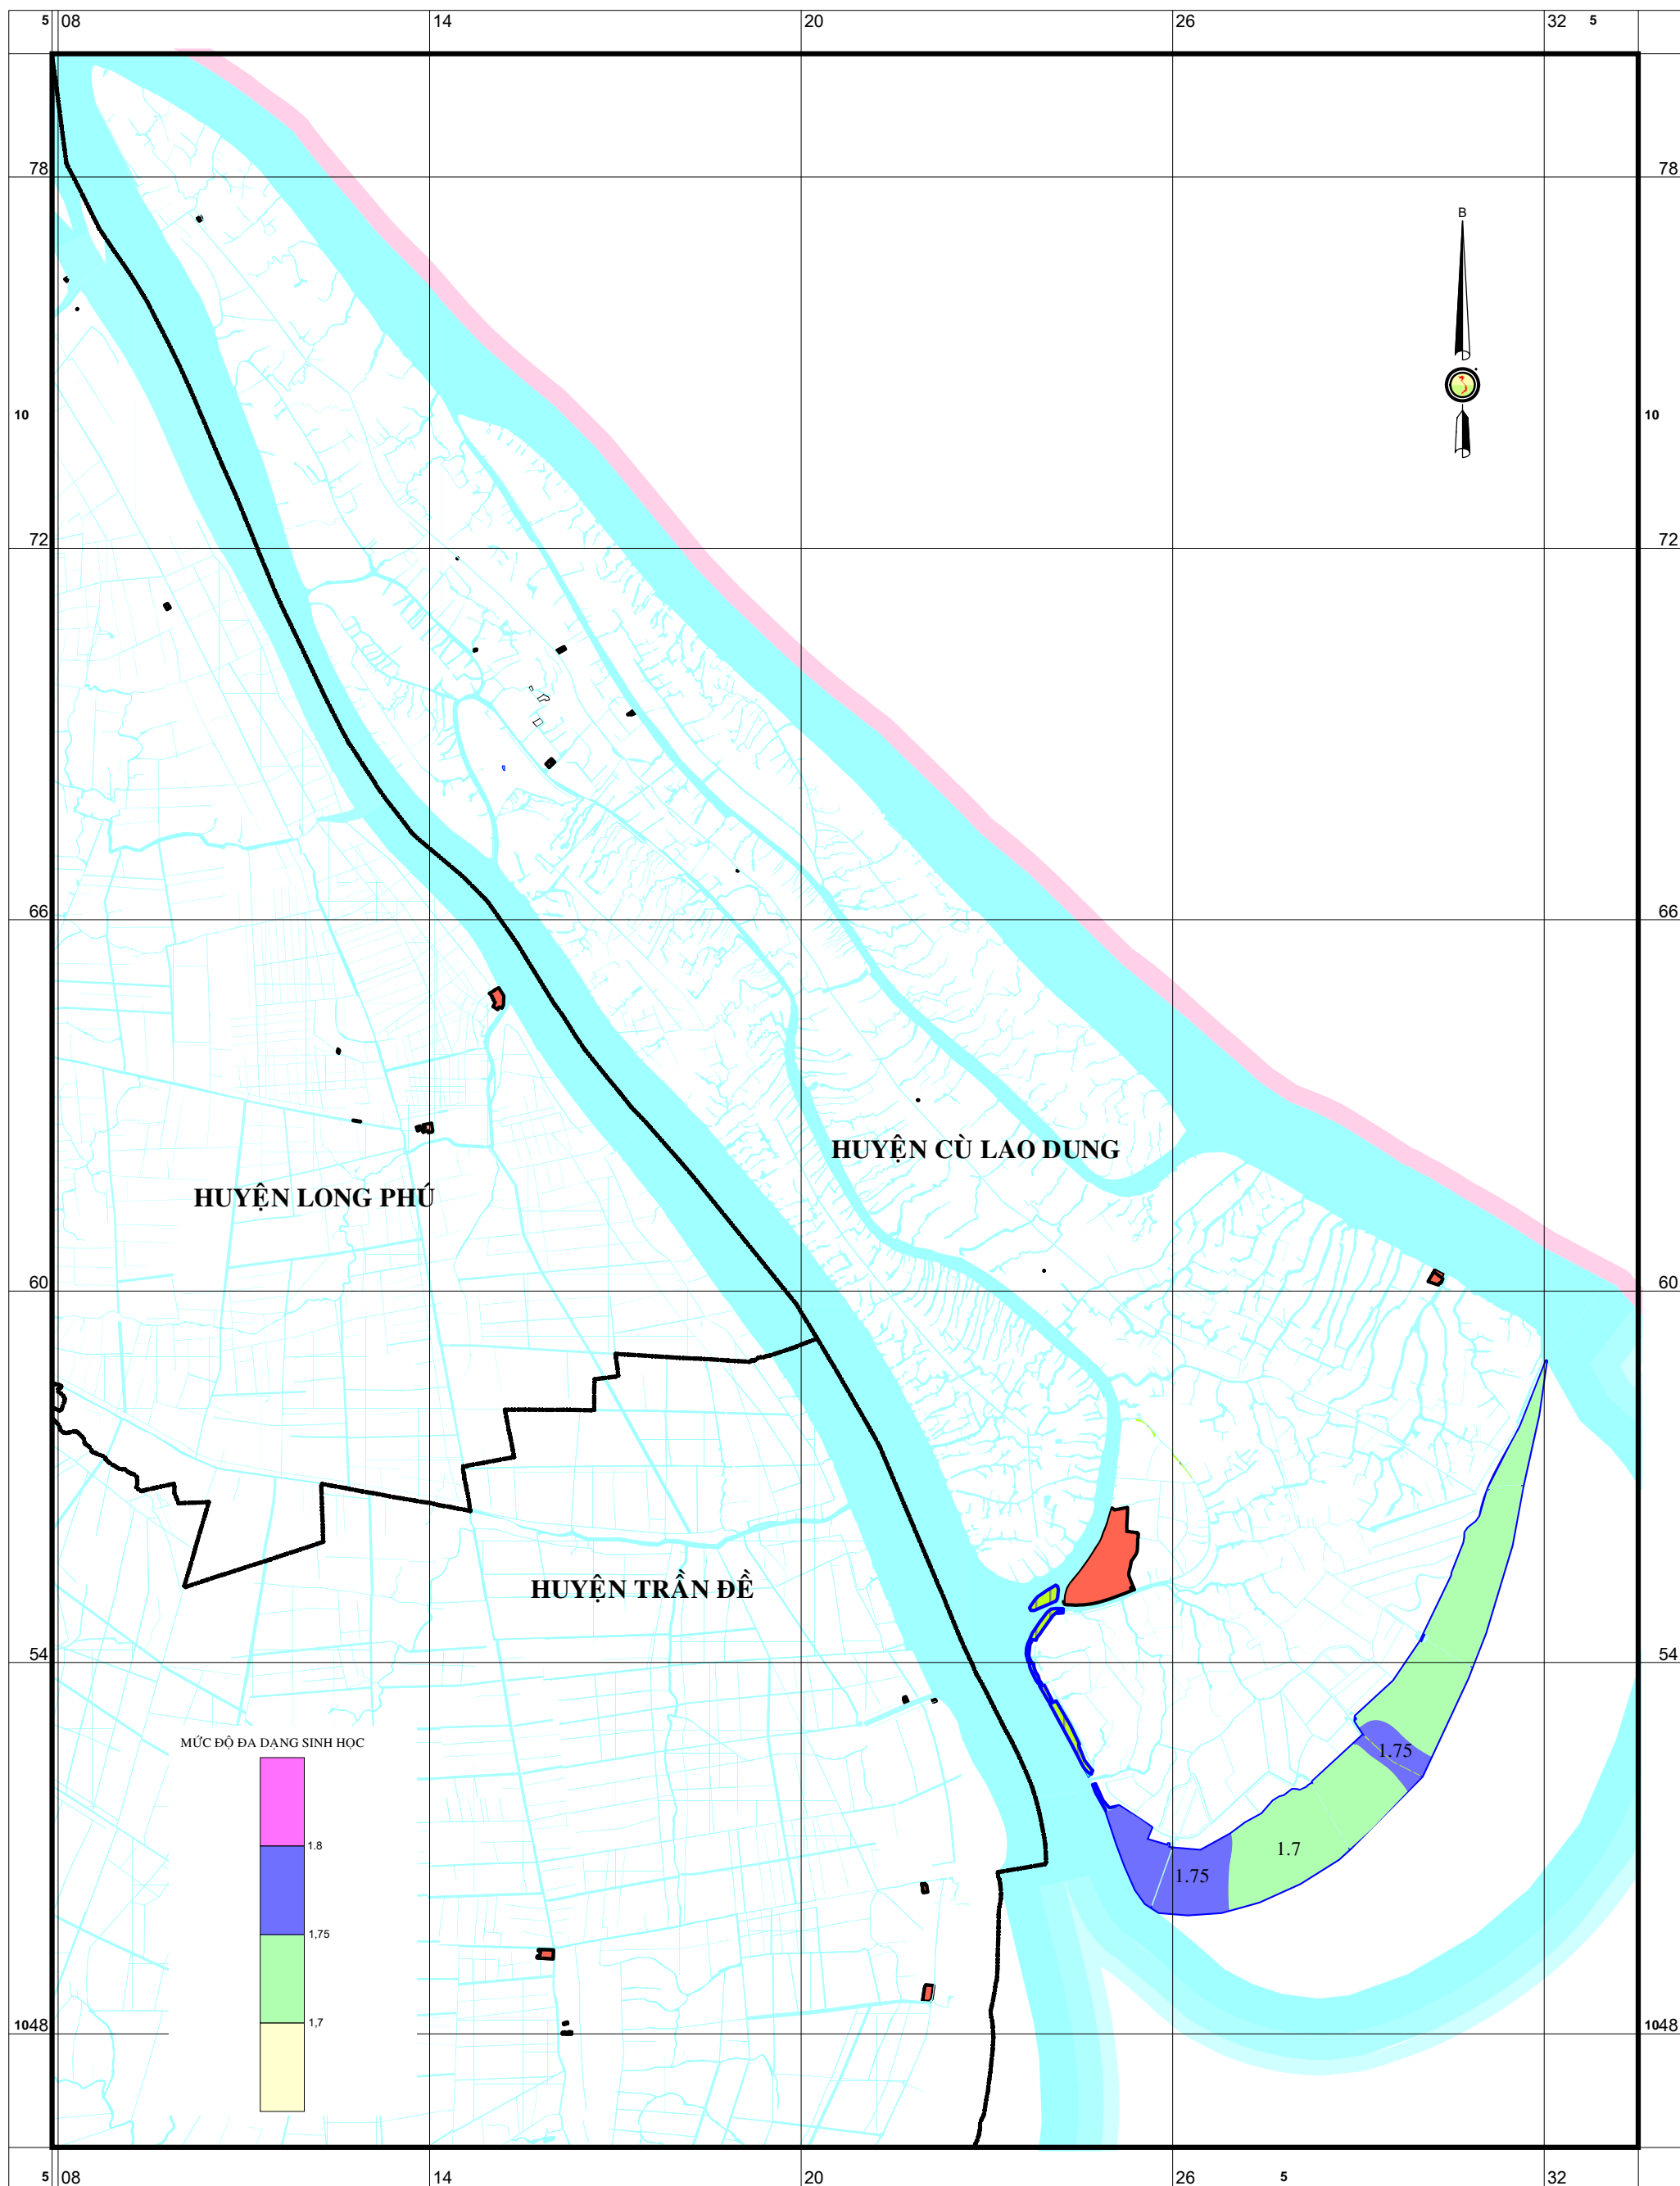 5 08 14 20 26 32 5
78 78
B
10 10
72 72
66 66
HUYỆN CÙ LAO DUNG
HUYỆN LONG PHÚ
60 60
HUYỆN TRẦN ĐỀ
54 54
MỨC ĐỘ ĐA DẠNG SINH HỌC
1.75
1.8
1.7
1.75
1,75
1,7
1048 1048
5 08 14 20 26 5 32